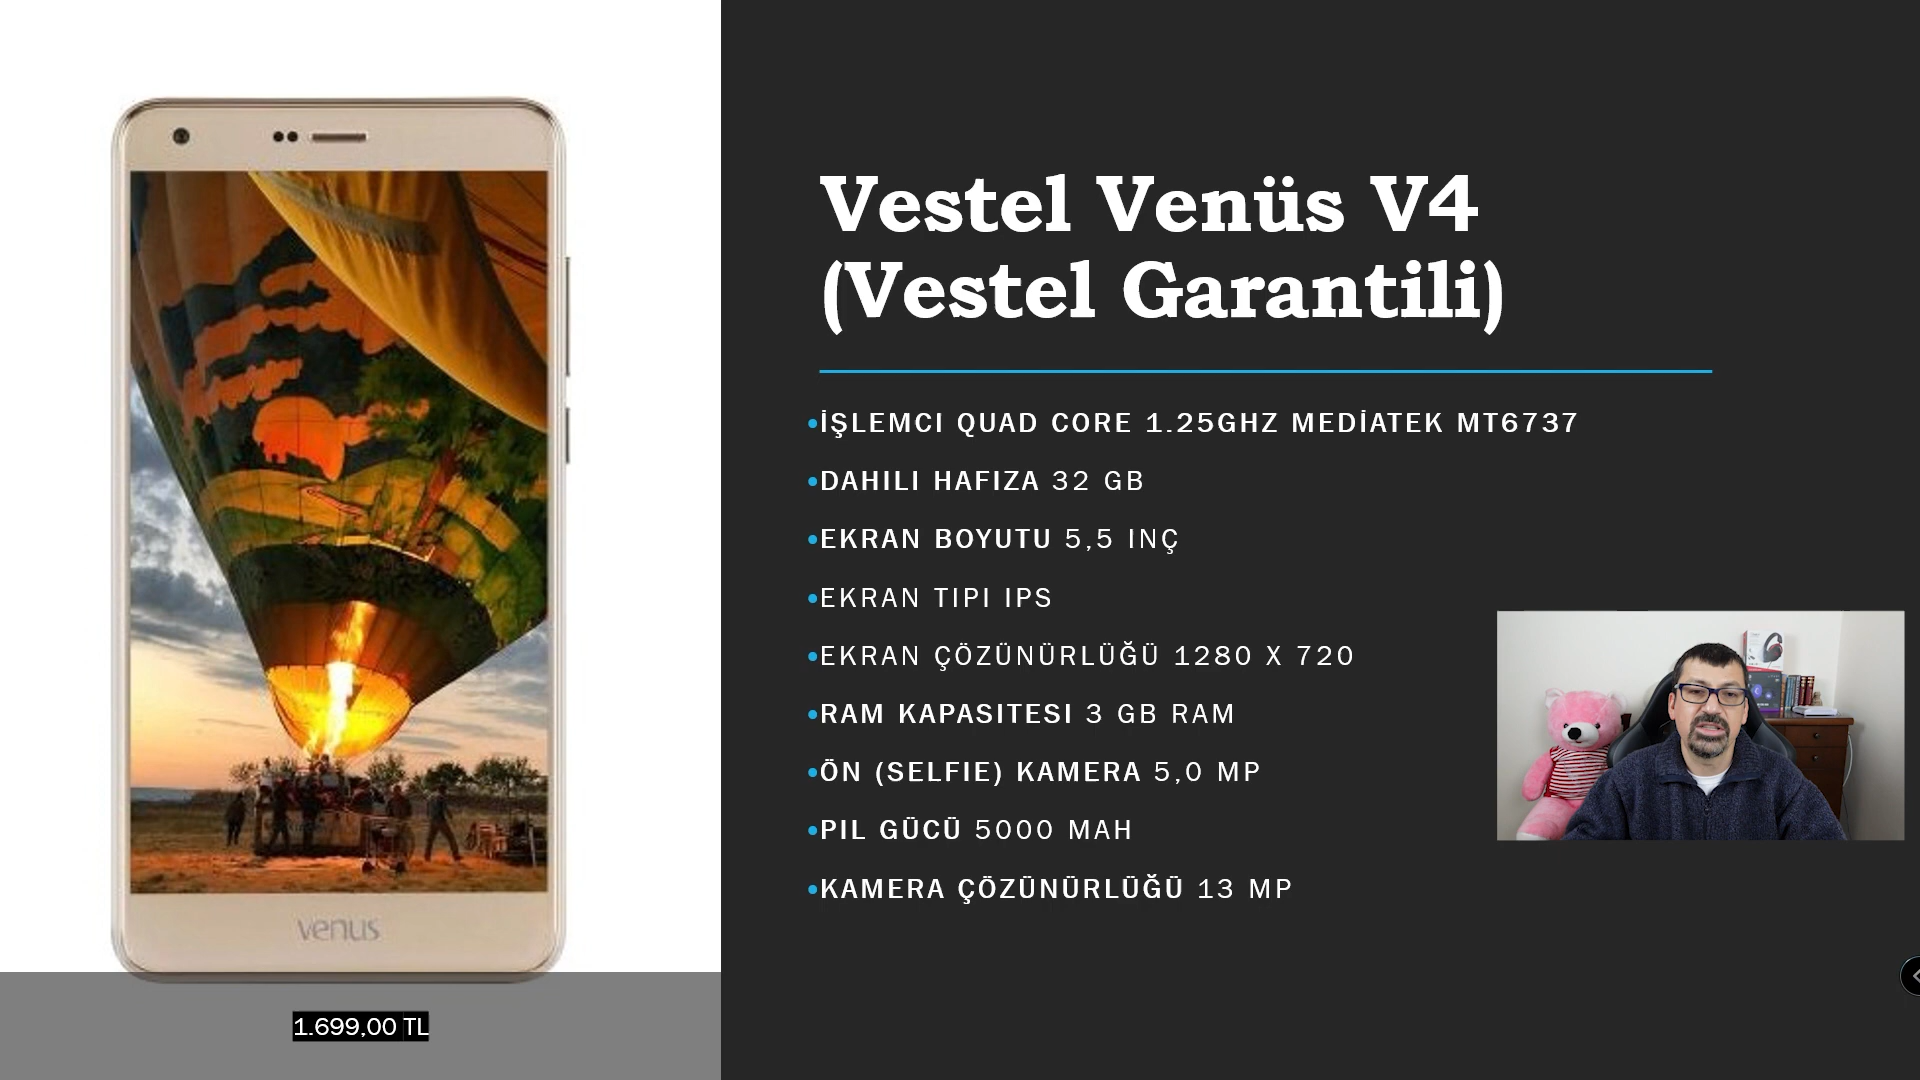 venus
1.699,00 TL
Vestel Venüs V4
(Vestel Garantili)
•İŞLEMCI QUAD CORE 1.25GHZ MEDİATEK MT6737
•DAHILI HAFIZA 32 GB
•EKRAN BOYUTU 5,5 INÇ
•EKRAN TIPI IPS
•EKRAN ÇÖZÜNÜRLÜĞÜ 1280 X 720
•RAM KAPASITESI 3 GB RAM
•ÖN (SELFIE) KAMERA 5,0 MP
•PIL GÜCÜ 5000 MAH
•KAMERA ÇÖZÜNÜRLÜĞÜ 13 MP